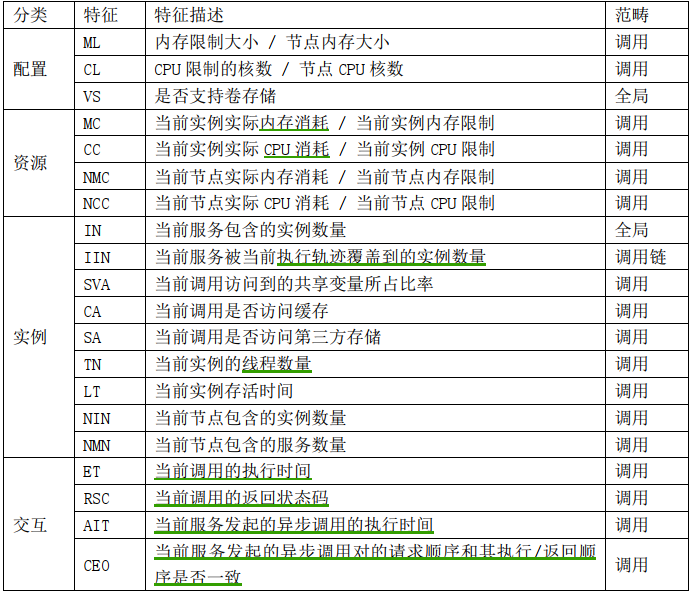 分类 特征 特征描述 范畴
配置 ML 内存限制大小 / 节点内存大小 调用
CL CPU 限制的核数 / 节点 CPU 核数 调用
VS 是否支持卷存储 全局
资源 MC 当前实例实际内存消耗 / 当前实例内存限制 调用
CC 当前实例实际 CPU 消耗 / 当前实例 CPU 限制 调用
NMC 当前节点实际内存消耗 / 当前节点内存限制 调用
NCC 当前节点实际 CPU 消耗 / 当前节点 CPU 限制 调用
实例 IN 当前服务包含的实例数量 全局
IIN 当前服务被当前执行轨迹覆盖到的实例数量 调用链
SVA 当前调用访问到的共享变量所占比率 调用
CA 当前调用是否访问缓存 调用
SA 当前调用是否访问第三方存储 调用
TN 当前实例的线程数量 调用
LT 当前实例存活时间 调用
NIN 当前节点包含的实例数量 调用
NMN 当前节点包含的服务数量 调用
交互 ET 当前调用的执行时间 调用
RSC 当前调用的返回状态码 调用
AIT 当前服务发起的异步调用的执行时间 调用
CEO 当前服务发起的异步调用对的请求顺序和其执行/返回顺 调用
序是否一致